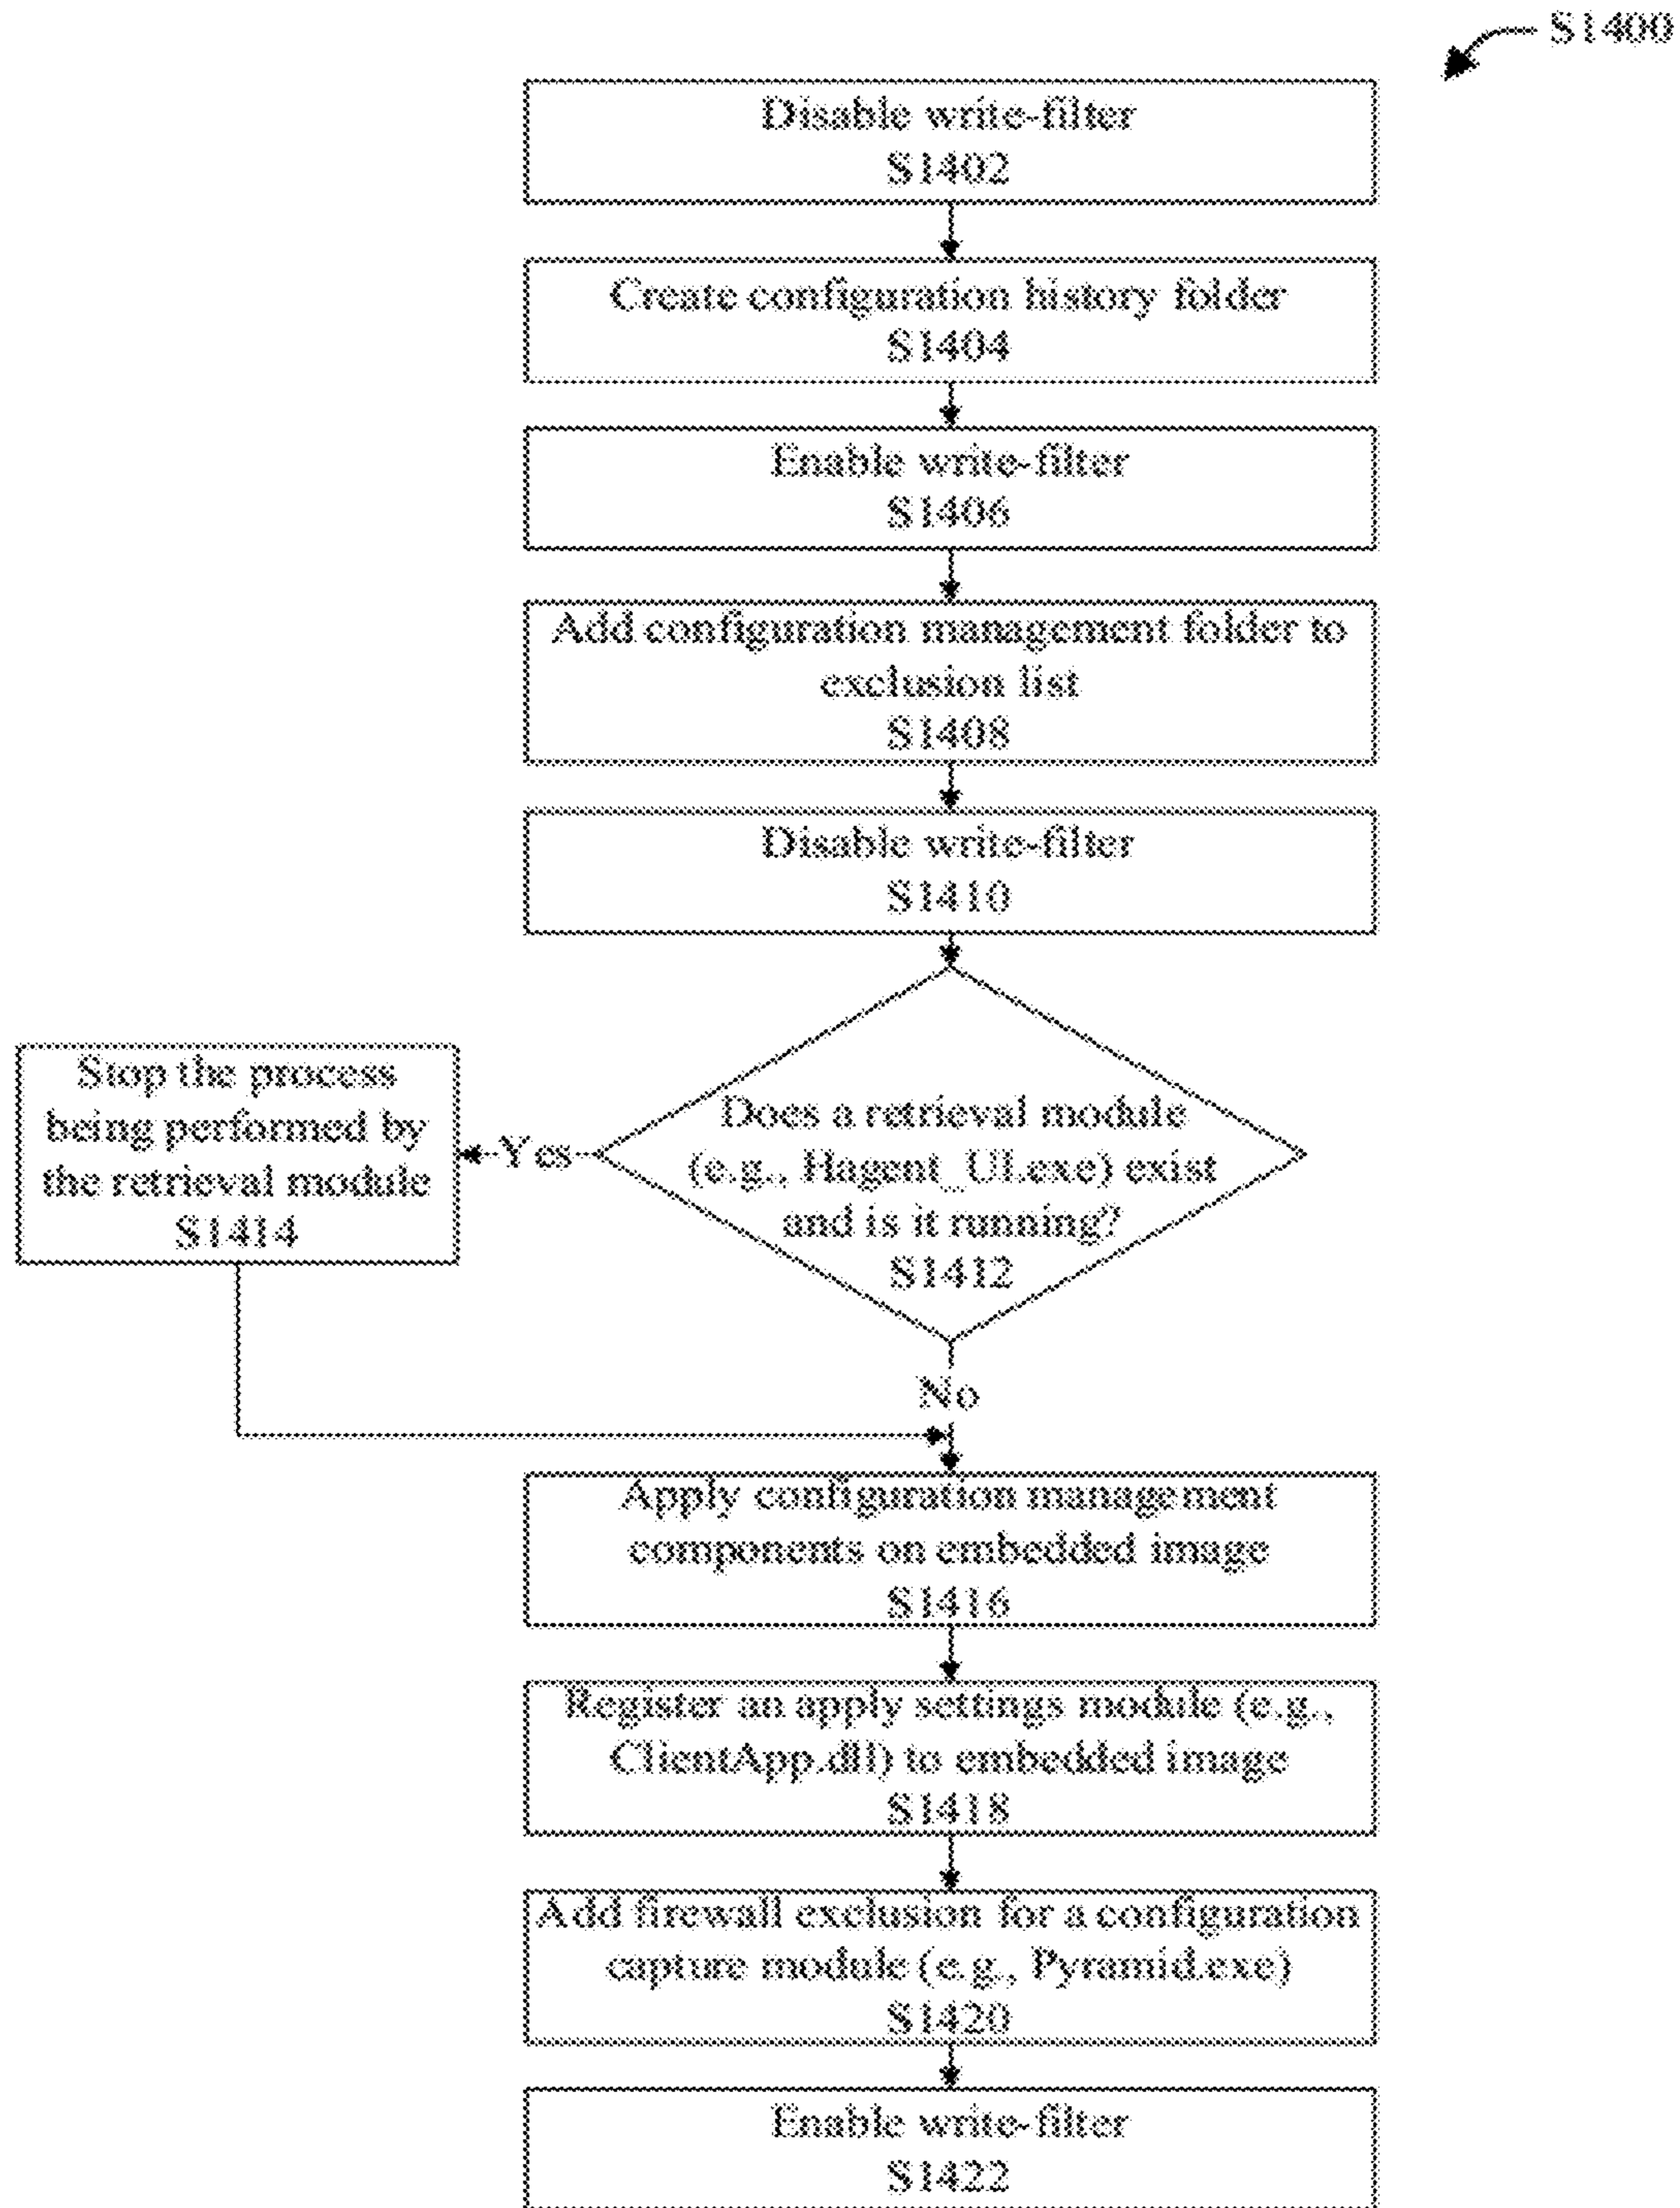 S1400
Disable write-filter
S1402
Create configuration history folder
S1404
Enable write-filter
S1406
Add configuration management folder to
exclusion list
S1408
Disable write-filter
S1410
Does a retrieval module
(e.g., Hagent_UI.exe) exist
and is it running?
S1412
Yes
Stop the process
being performed by
the retrieval module
S1414
No
Apply configuration management
components on embedded image
S1416
Register an apply settings module (e.g.,
ClientApp.dll) to embedded image
S1418
Add firewall exclusion for a configuration
capture module (e.g., Pyramid.exe)
S1420
Enable write-filter
S1422